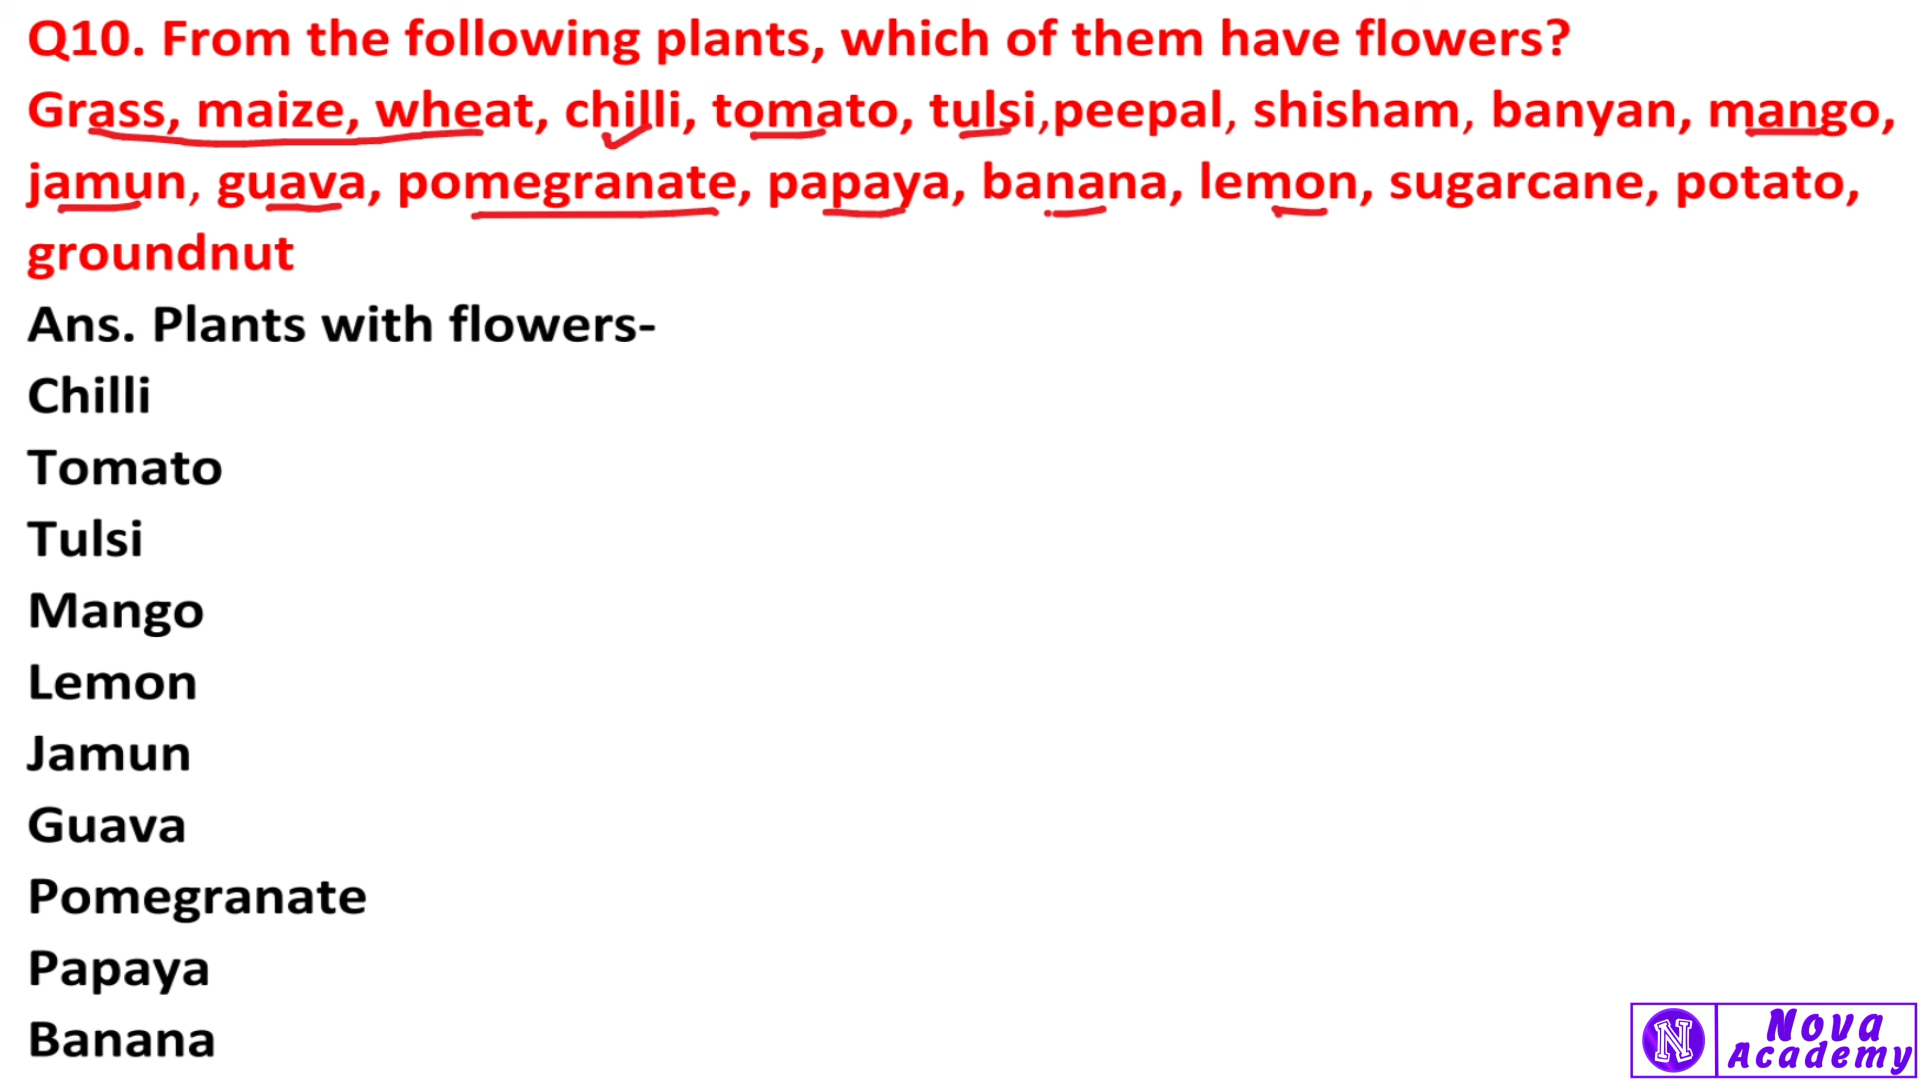 Q10. From the following plants, which of them have flowers?
Grass, maize, wheat, chilli, tomato, tulsi,peepal, shisham, banyan, mango,
jamun, guava, pomegranate, papaya, banana, lemon, sugarcane, potato,
groundnut
Ans. Plants with flowers-
Chilli
Tomato
Tulsi
Mango
Lemon
Jamun
Guava
Pomegranate
Papaya
Banana
N
Nova
Academy